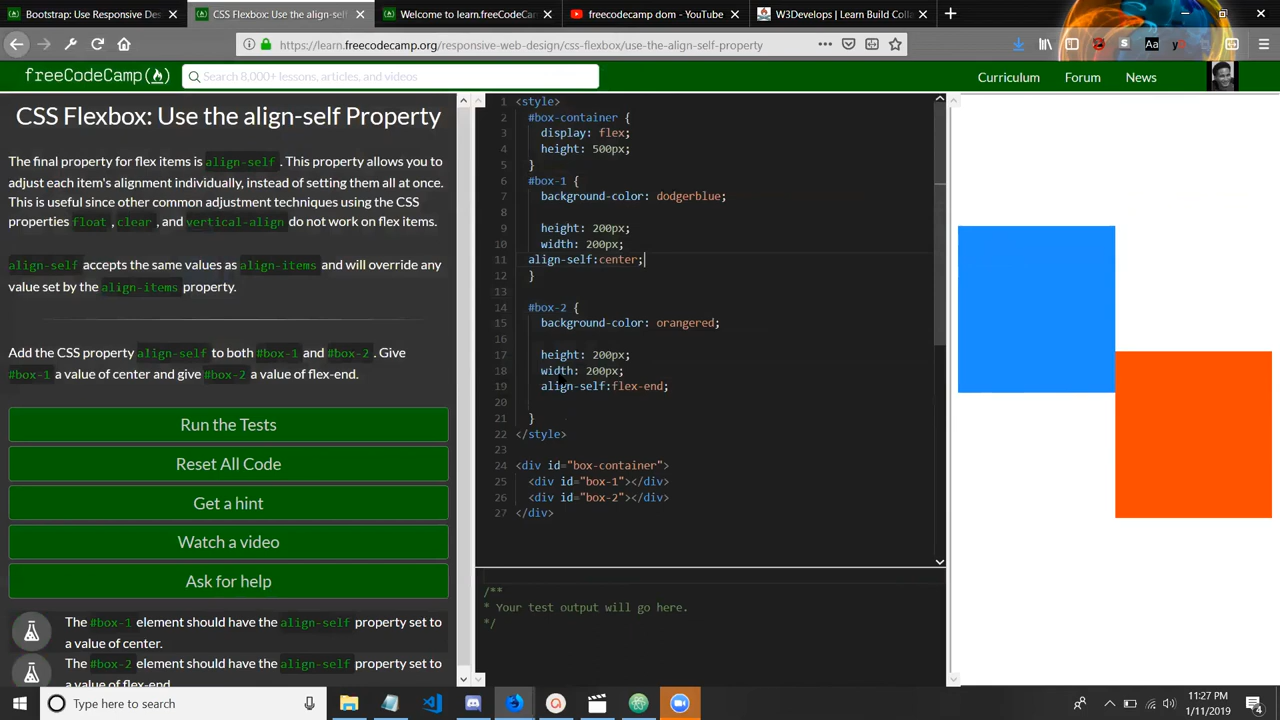 Bootstrap: Use Responsive Des
CSS Flexbox: Use the align-self
Welcome to learn.freeCodeCam
freecodecamp dom - YouTube
W3Develops | Learn Build Colla
https://learn.freecodecamp.org/responsive-web-design/css-flexbox/use-the-align-self-property
freeCodeCamp
Search 8,000+ lessons, articles, and videos
Curriculum
Forum
News
CSS Flexbox: Use the align-self Property
The final property for flex items is align-self . This property allows you to
adjust each item's alignment individually, instead of setting them all at once.
This is useful since other common adjustment techniques using the CSS
properties float , clear , and vertical-align do not work on flex items.
align-self accepts the same values as align-items and will override any
value set by the align-items property.
Add the CSS property align-self to both #box-1 and #box-2 . Give
#box-1 a value of center and give #box-2 a value of flex-end.
Run the Tests
Reset All Code
Get a hint
Watch a video
Ask for help
The #box-1 element should have the align-self property set to
a value of center.
The #box-2 element should have the align-self property set to
a value of flex-end.
1 <style>
2 #box-container {
3 display: flex;
4 height: 500px;
5 }
6 #box-1 {
7 background-color: dodgerblue;
8
9 height: 200px;
10 width: 200px;
11 align-self:center;
12 }
13
14 #box-2 {
15 background-color: orangered;
16
17 height: 200px;
18 width: 200px;
19 align-self:flex-end;
20
21 }
22 </style>
23
24 <div id="box-container">
25 <div id="box-1"></div>
26 <div id="box-2"></div>
27 </div>
/**
* Your test output will go here.
*/
Type here to search
11:27 PM
1/11/2019
4